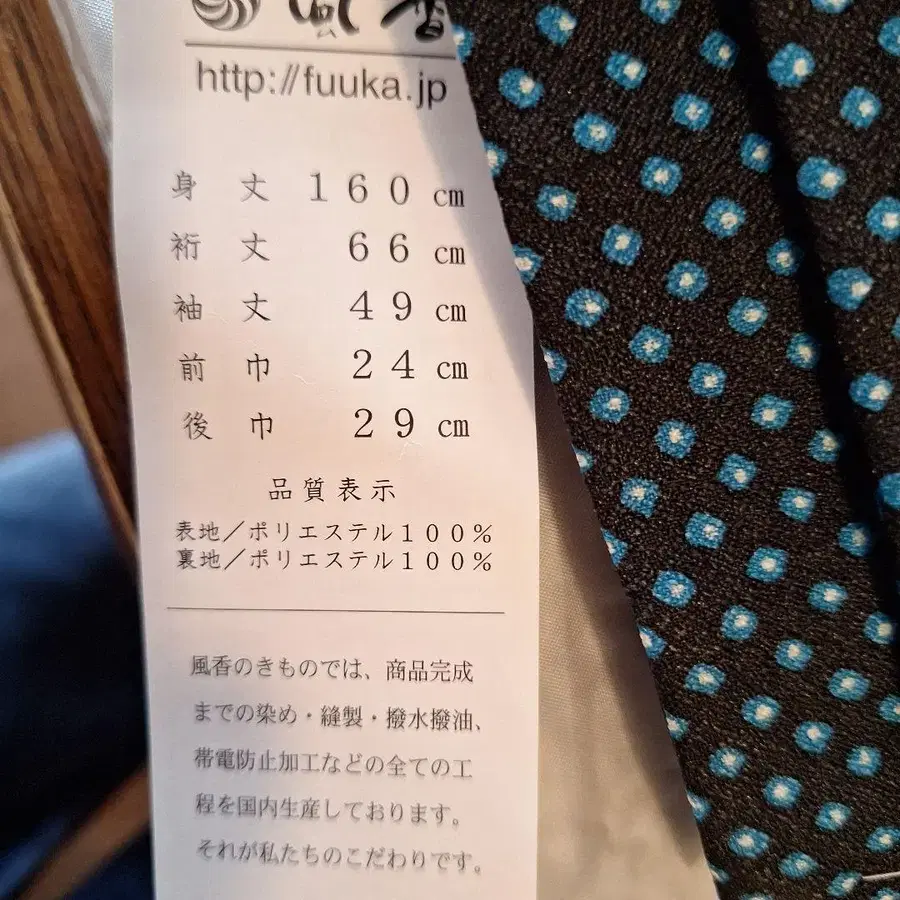 風香
http://fuuka.jp
身 丈 160 cm
裄 丈 66 cm
袖 丈 49 cm
前 巾 24 cm
後 巾 29 cm
品質表示
表地／ポリエステル100％
裏地／ポリエステル100％
風香のきものでは、商品完成
までの染め・縫製・撥水撥油、
帯電防止加工などの全ての工
程を国内生産しております。
それが私たちのこだわりです。